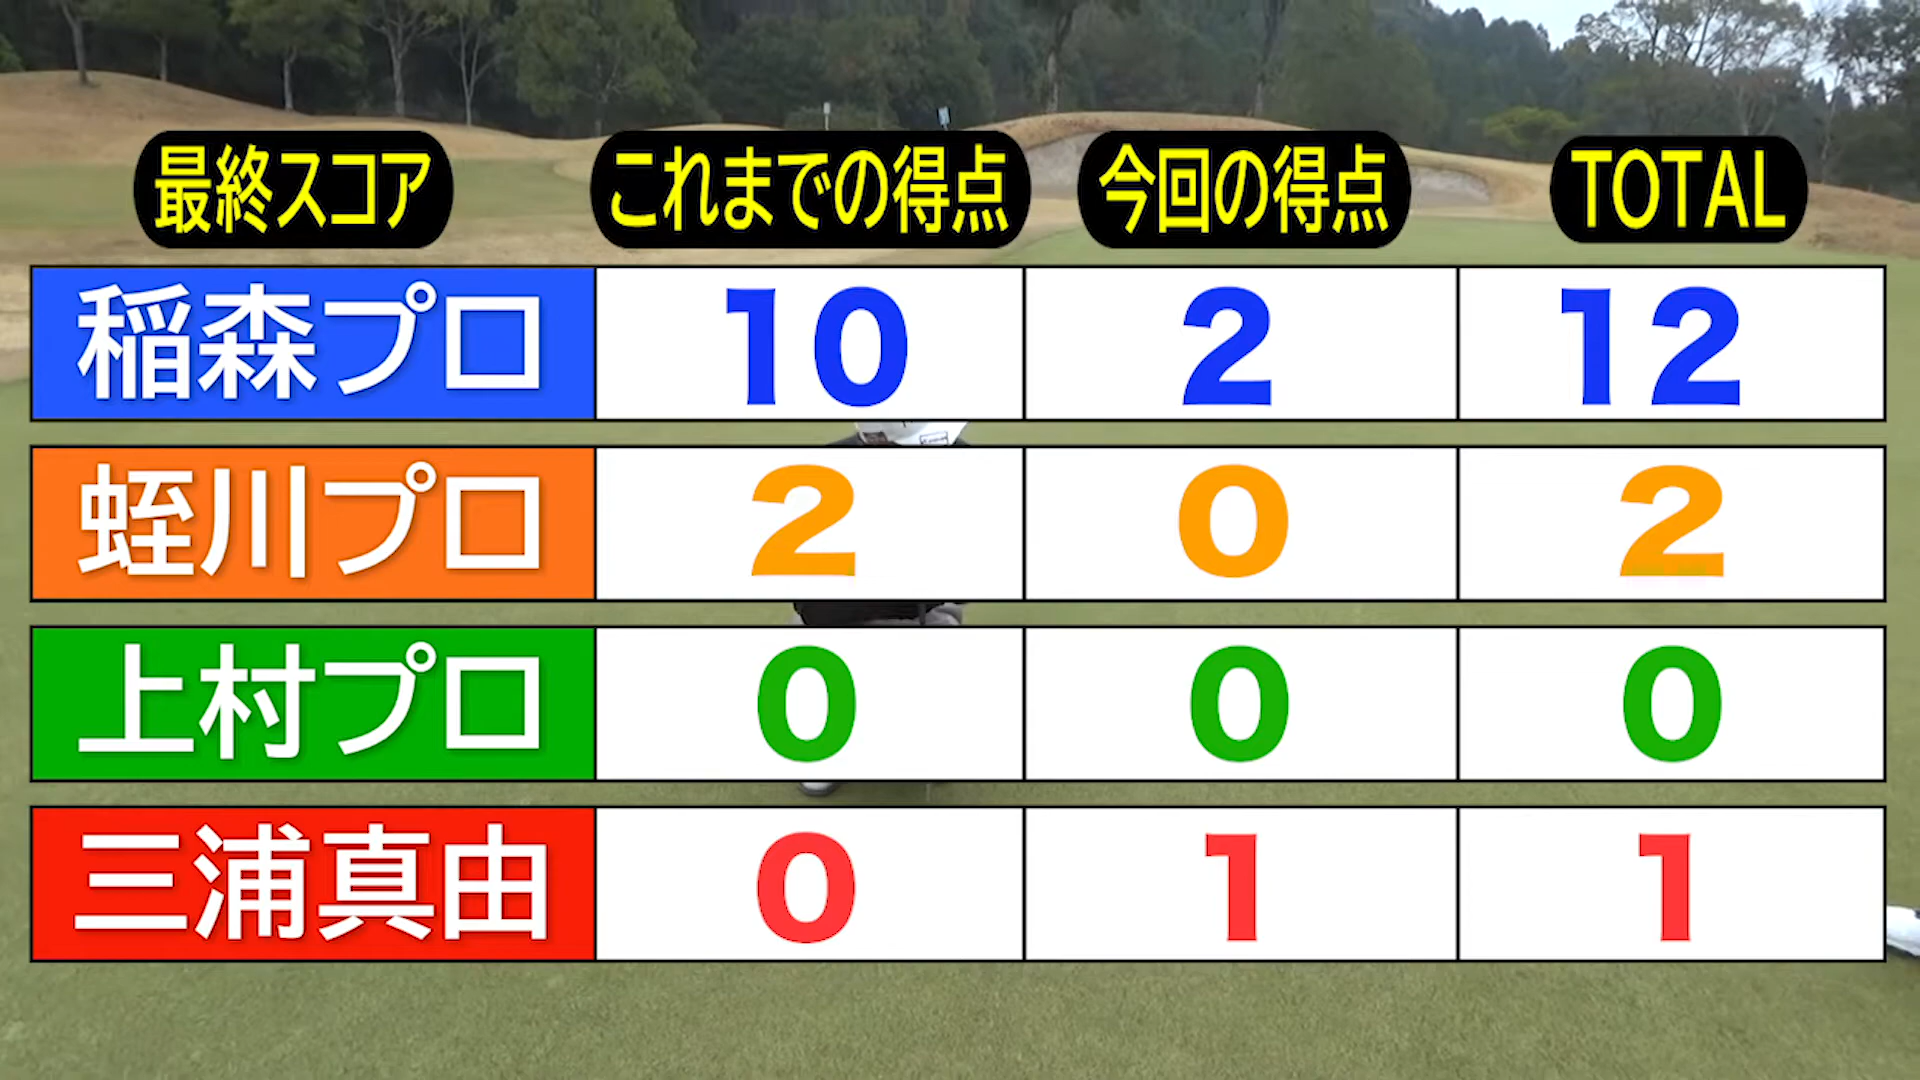 最終スコア これまでの得点 今回の得点 TOTAL
稲森プロ 10 2 12
蛭川プロ 2 0 2
上村プロ 0 0 0
三浦真由 0 1 1